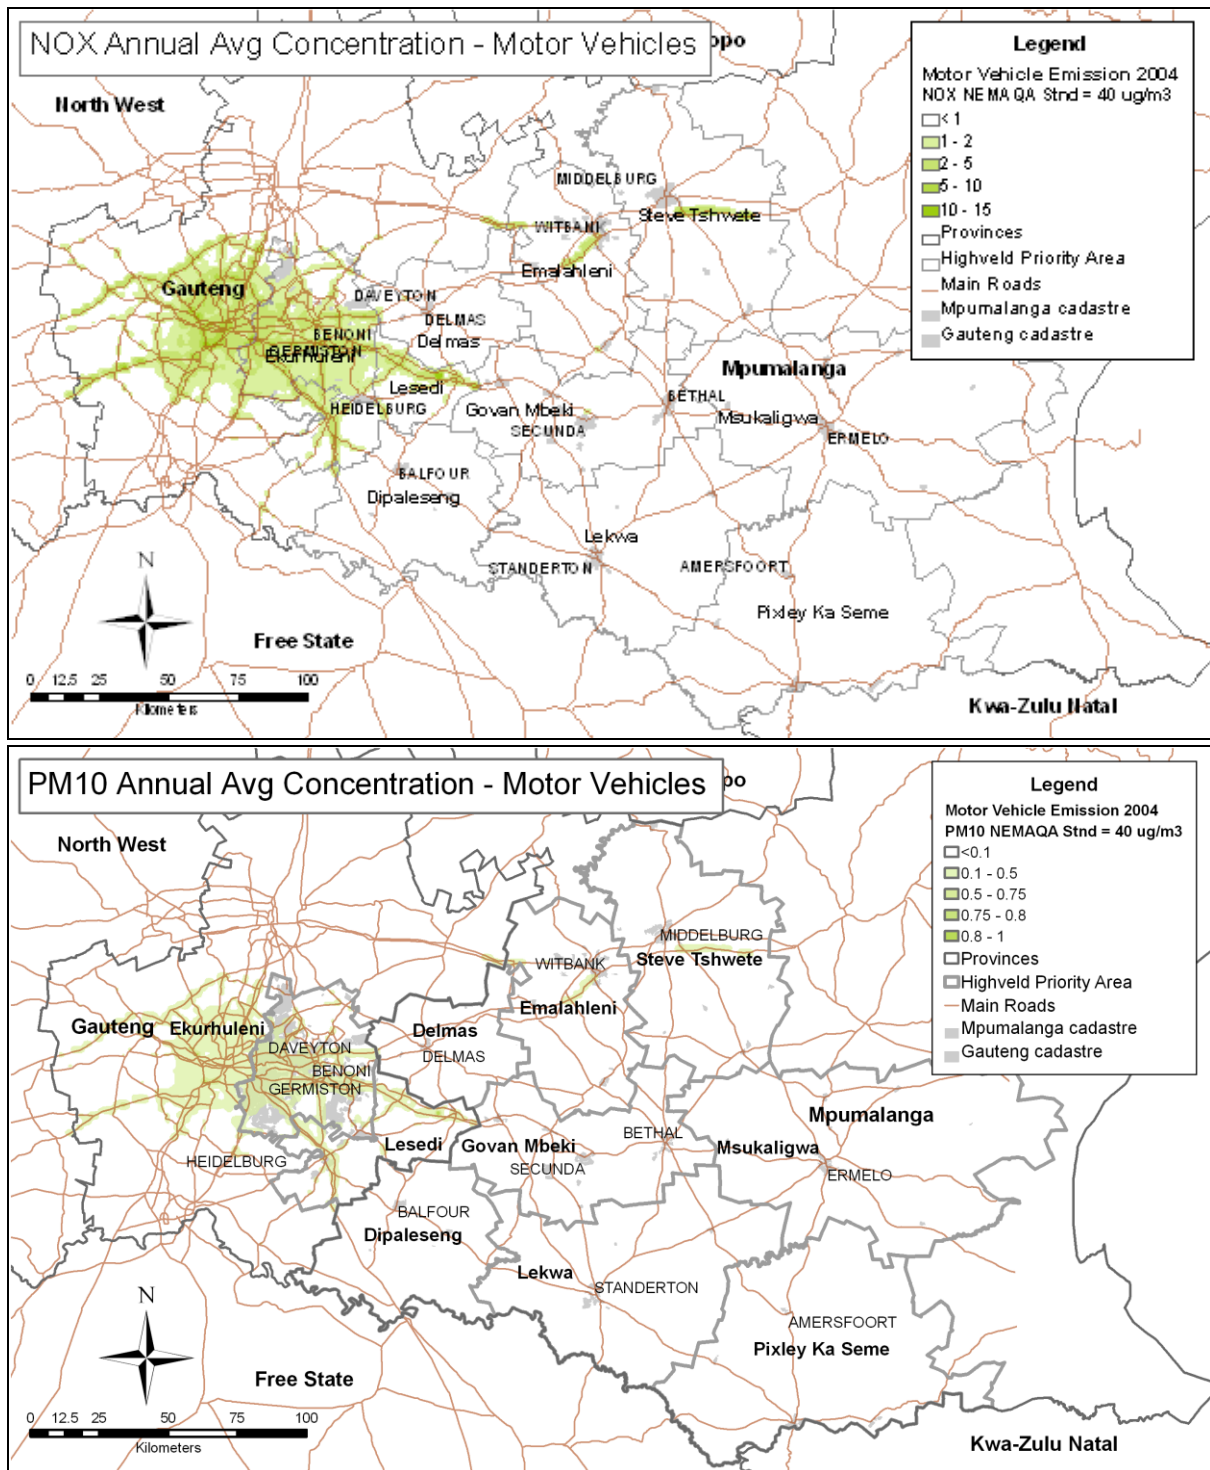 NOX Annual Avg Concentration - Motor Vehicles
opo
North West
Legend
Motor Vehicle Emission 2004
NOX NEMAQA Stnd = 40 ug/m3
< 1
1 - 2
2 - 5
5 - 10
10 - 15
Provinces
Highveld Priority Area
Main Roads
Mpumalanga cadastre
Gauteng cadastre
MIDDELBURG
Steve Tshwete
WITBANK
Emalahleni
Gauteng
DAVEYTON
DELMAS
BENONI
Delmas
GERMISTON
Ekurhuleni
Mpumalanga
Lesedi
HEIDELBURG
Govan Mbeki
BETHAL
Msukaligwa
SECUNDA
ERMELO
BALFOUR
Dipaleseng
Lekwa
STANDERTON
AMERSFOORT
N
Pixley Ka Seme
Free State
0 12.5 25 50 75 100
Kilometers
Kwa-Zulu Natal
PM10 Annual Avg Concentration - Motor Vehicles
po
North West
Legend
Motor Vehicle Emission 2004
PM10 NEMAQA Stnd = 40 ug/m3
<0.1
0.1 - 0.5
0.5 - 0.75
0.75 - 0.8
0.8 - 1
Provinces
Highveld Priority Area
Main Roads
Mpumalanga cadastre
Gauteng cadastre
MIDDELBURG
WITBANK
Steve Tshwete
Emalahleni
Gauteng
Ekurhuleni
Delmas
DAVEYTON
DELMAS
BENONI
GERMISTON
Mpumalanga
BETHAL
Lesedi
Govan Mbeki
Msukaligwa
HEIDELBURG
SECUNDA
ERMELO
BALFOUR
Dipaleseng
Lekwa
STANDERTON
N
AMERSFOORT
Pixley Ka Seme
Free State
0 12.5 25 50 75 100
Kilometers
Kwa-Zulu Natal